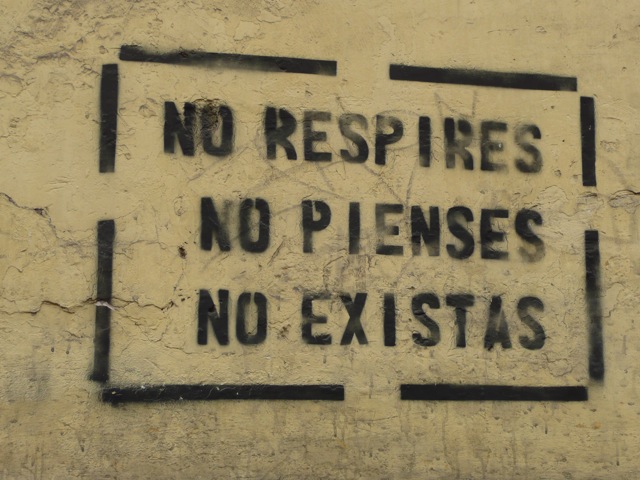 NO RESPIRES
NO PIENSES
NO EXISTAS